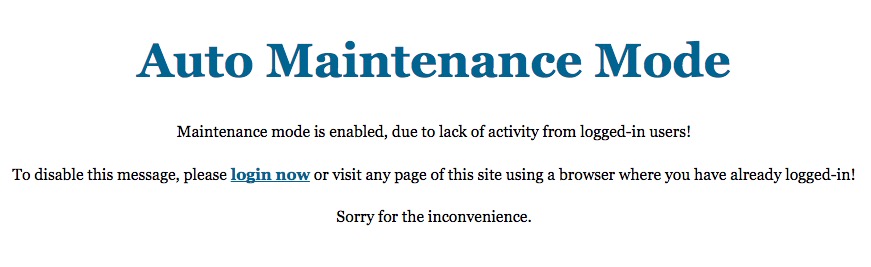 Auto Maintenance Mode
Maintenance mode is enabled, due to lack of activity from logged-in users!
To disable this message, please login now or visit any page of this site using a browser where you have already logged-in!
Sorry for the inconvenience.